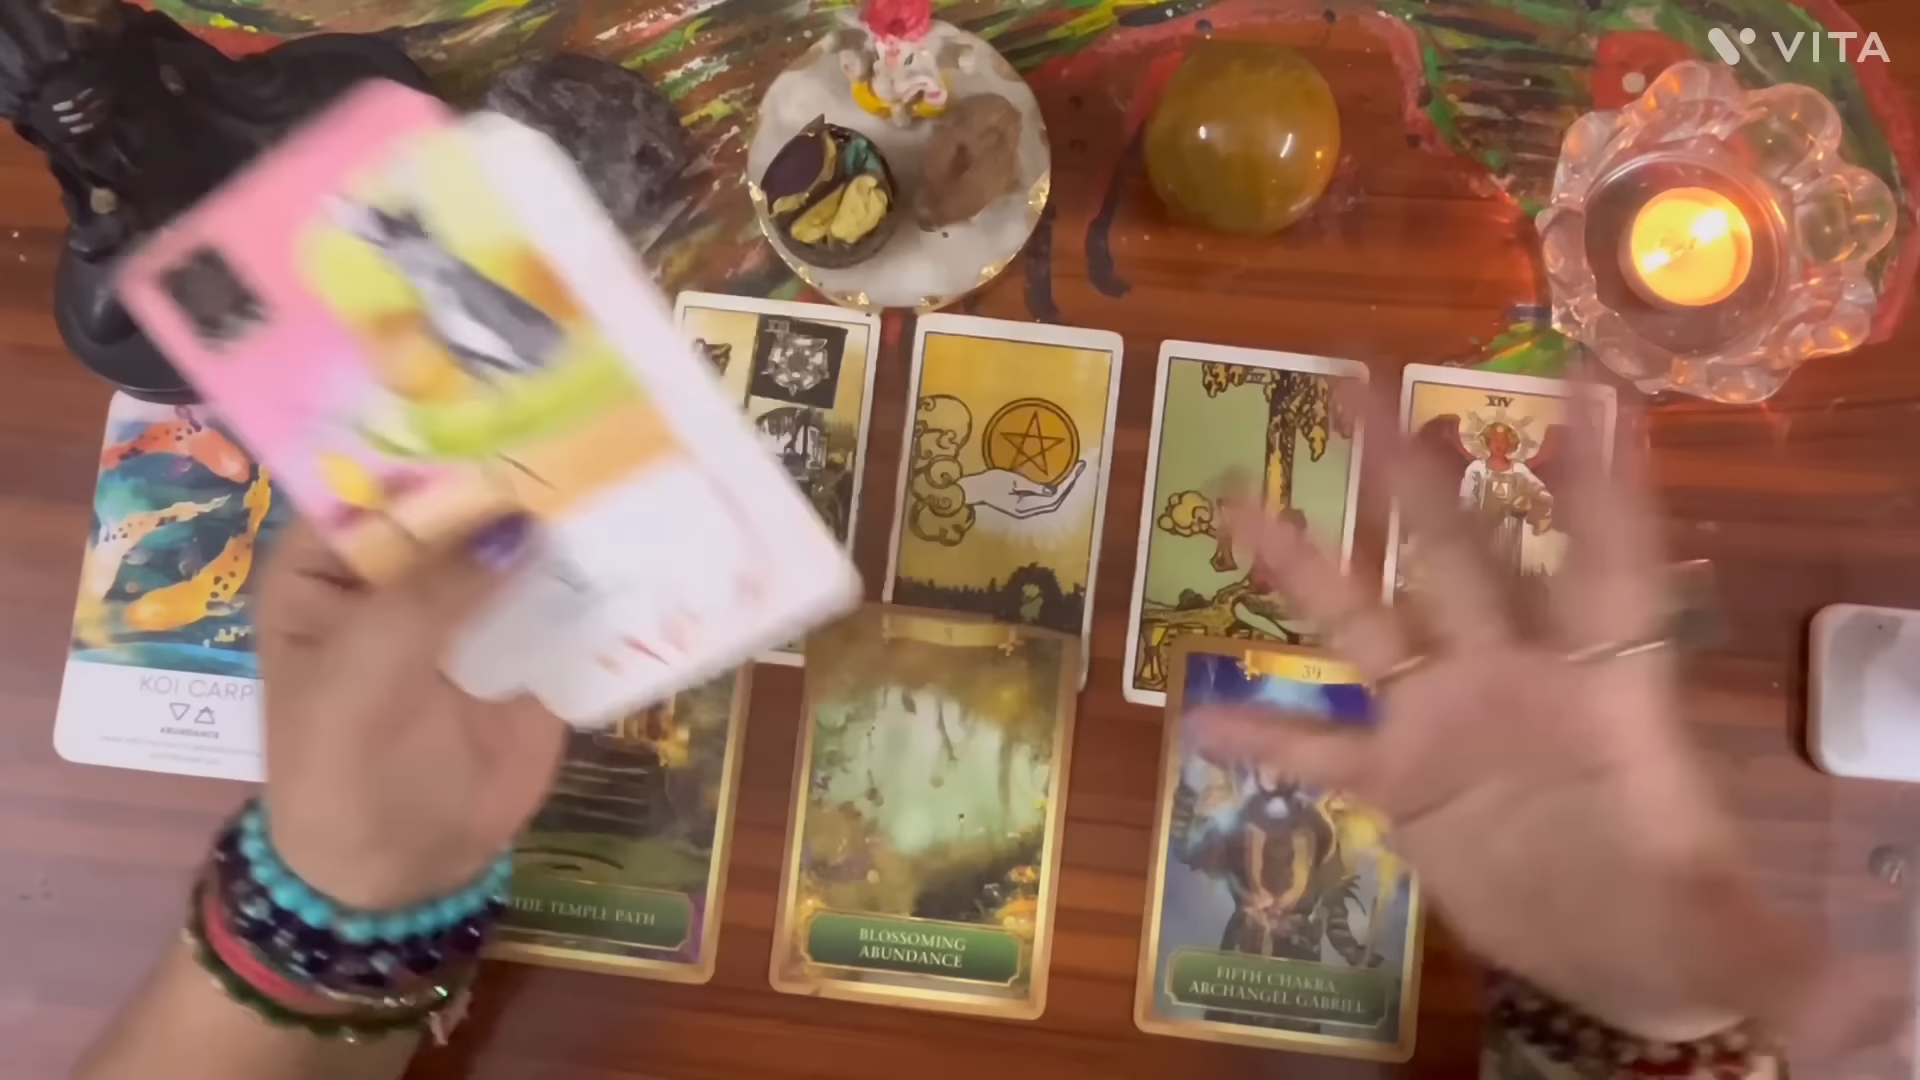 VITA
XIV
KOI CARP
ABUNDANCE
39
THE TEMPLE PATH
BLOSSOMING
ABUNDANCE
FIFTH CHAKRA,
ARCHANGEL GABRIEL